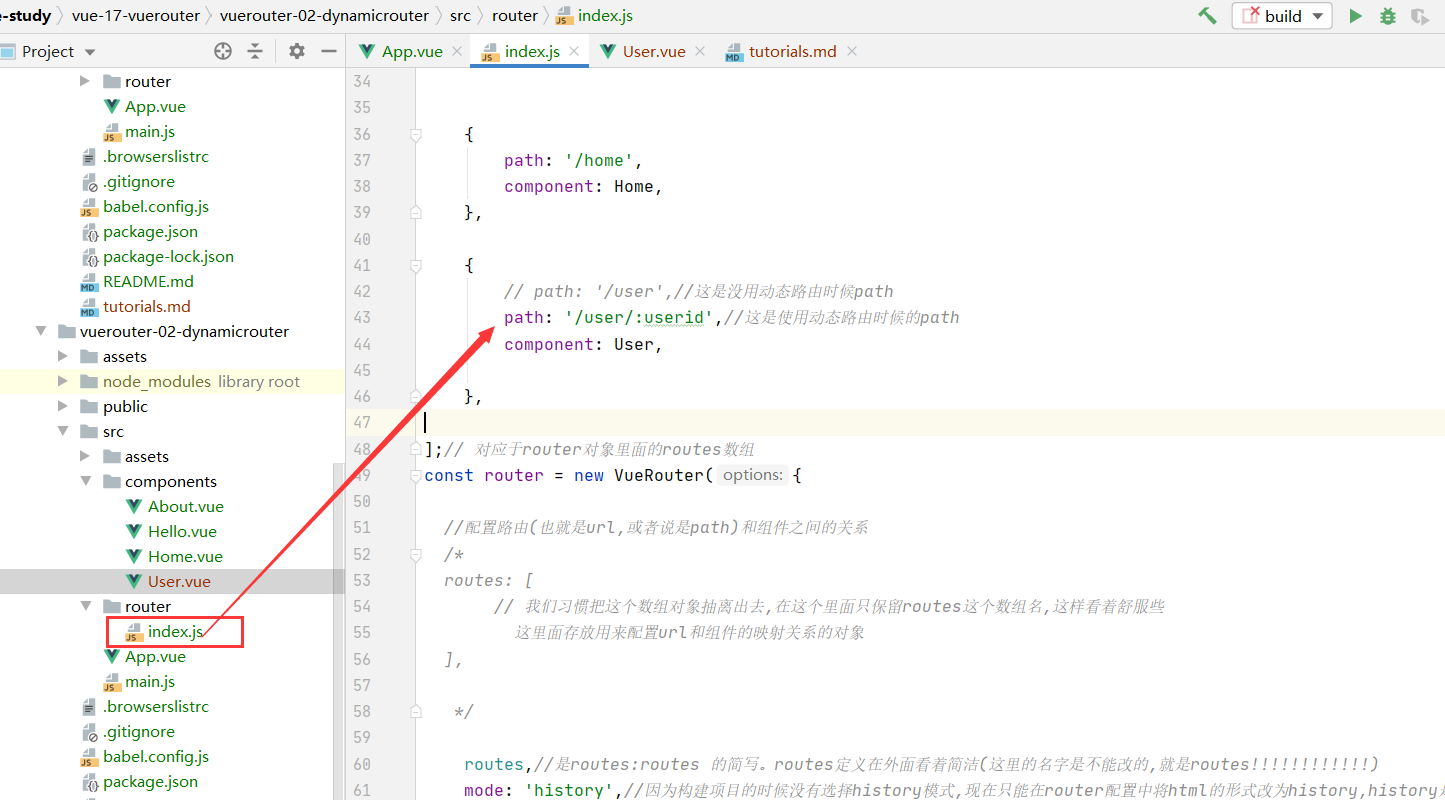 e-study vue-17-vuerouter vuerouter-02-dynamicrouter src router index.js build
Project App.vue index.js User.vue tutorials.md
router
App.vue
main.js
.browserslistrc
.gitignore
babel.config.js
package.json
package-lock.json
README.md
tutorials.md
vuerouter-02-dynamicrouter
assets
node_modules library root
public
src
assets
components
About.vue
Hello.vue
Home.vue
User.vue
router
index.js
App.vue
main.js
.browserslistrc
.gitignore
babel.config.js
package.json
34
35
36 {
37 path: '/home',
38 component: Home,
39 },
40
41 {
42 // path: '/user',//这是没用动态路由时候path
43 path: '/user/:userid',//这是使用动态路由时候的path
44 component: User,
45
46 },
47
48 ];// 对应于router对象里面的routes数组
49 const router = new VueRouter( options: {
50
51 //配置路由(也就是url,或者说是path)和组件之间的关系
52 /*
53 routes: [
54 // 我们习惯把这个数组对象抽离出去,在这个里面只保留routes这个数组名,这样看着舒服些
55 这里面存放用来配置url和组件的映射关系的对象
56 ],
57
58 */
59
60 routes,//是routes:routes 的简写。routes定义在外面看着简洁(这里的名字是不能改的,就是routes!!!!!!!!!!!!)
61 mode: 'history',//因为构建项目的时候没有选择history模式,现在只能在router配置中将html的形式改为history,history